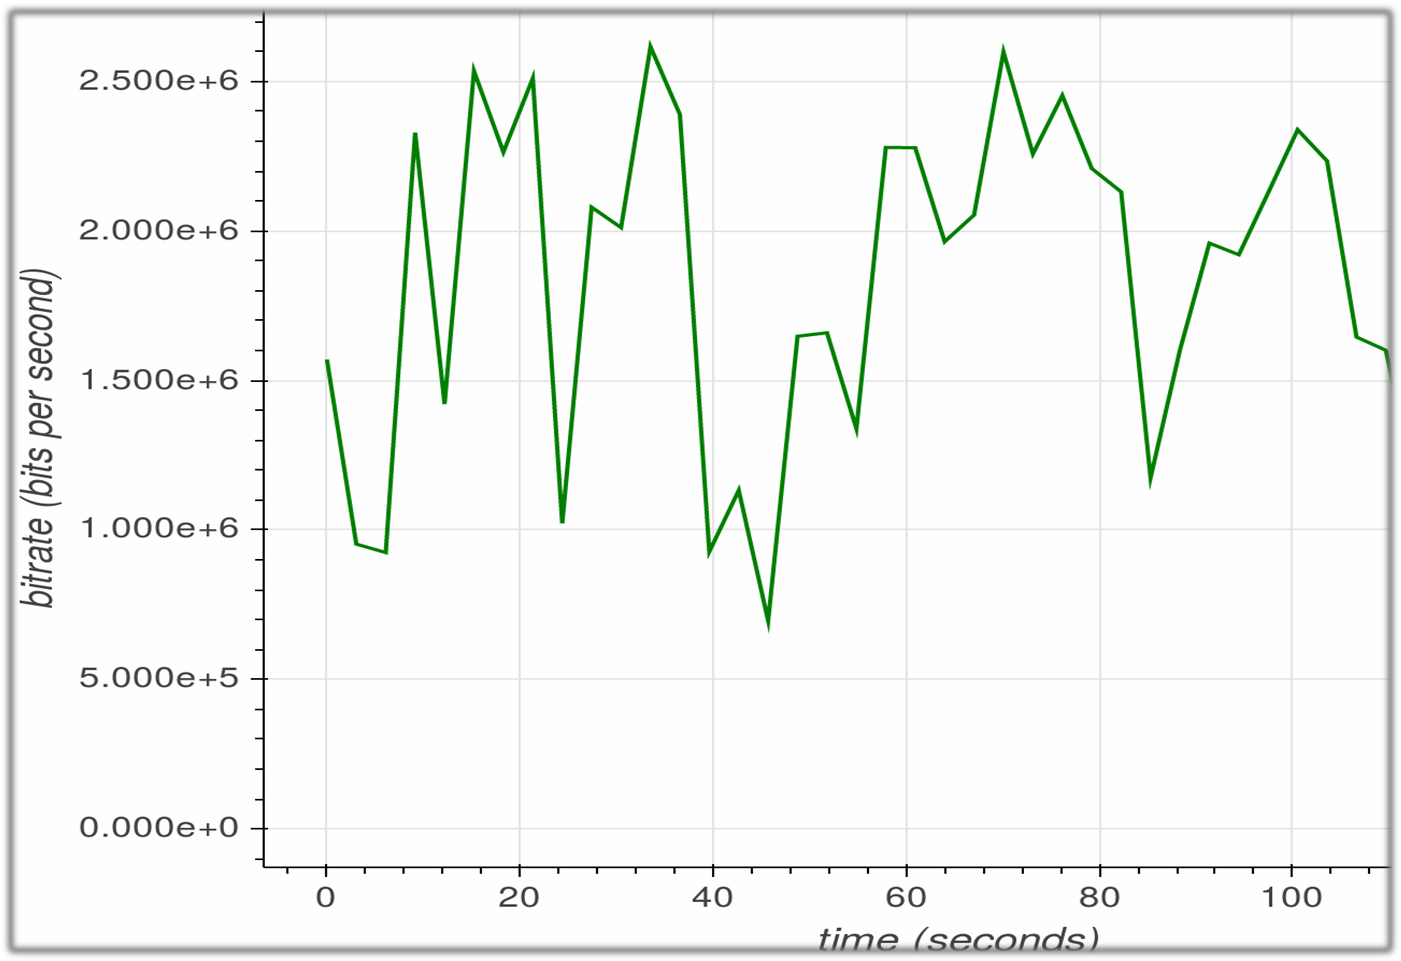 2.500e+6
2.000e+6
1.500e+6
1.000e+6
5.000e+5
0.000e+0
bitrate (bits per second)
0 20 40 60 80 100
time (seconds)